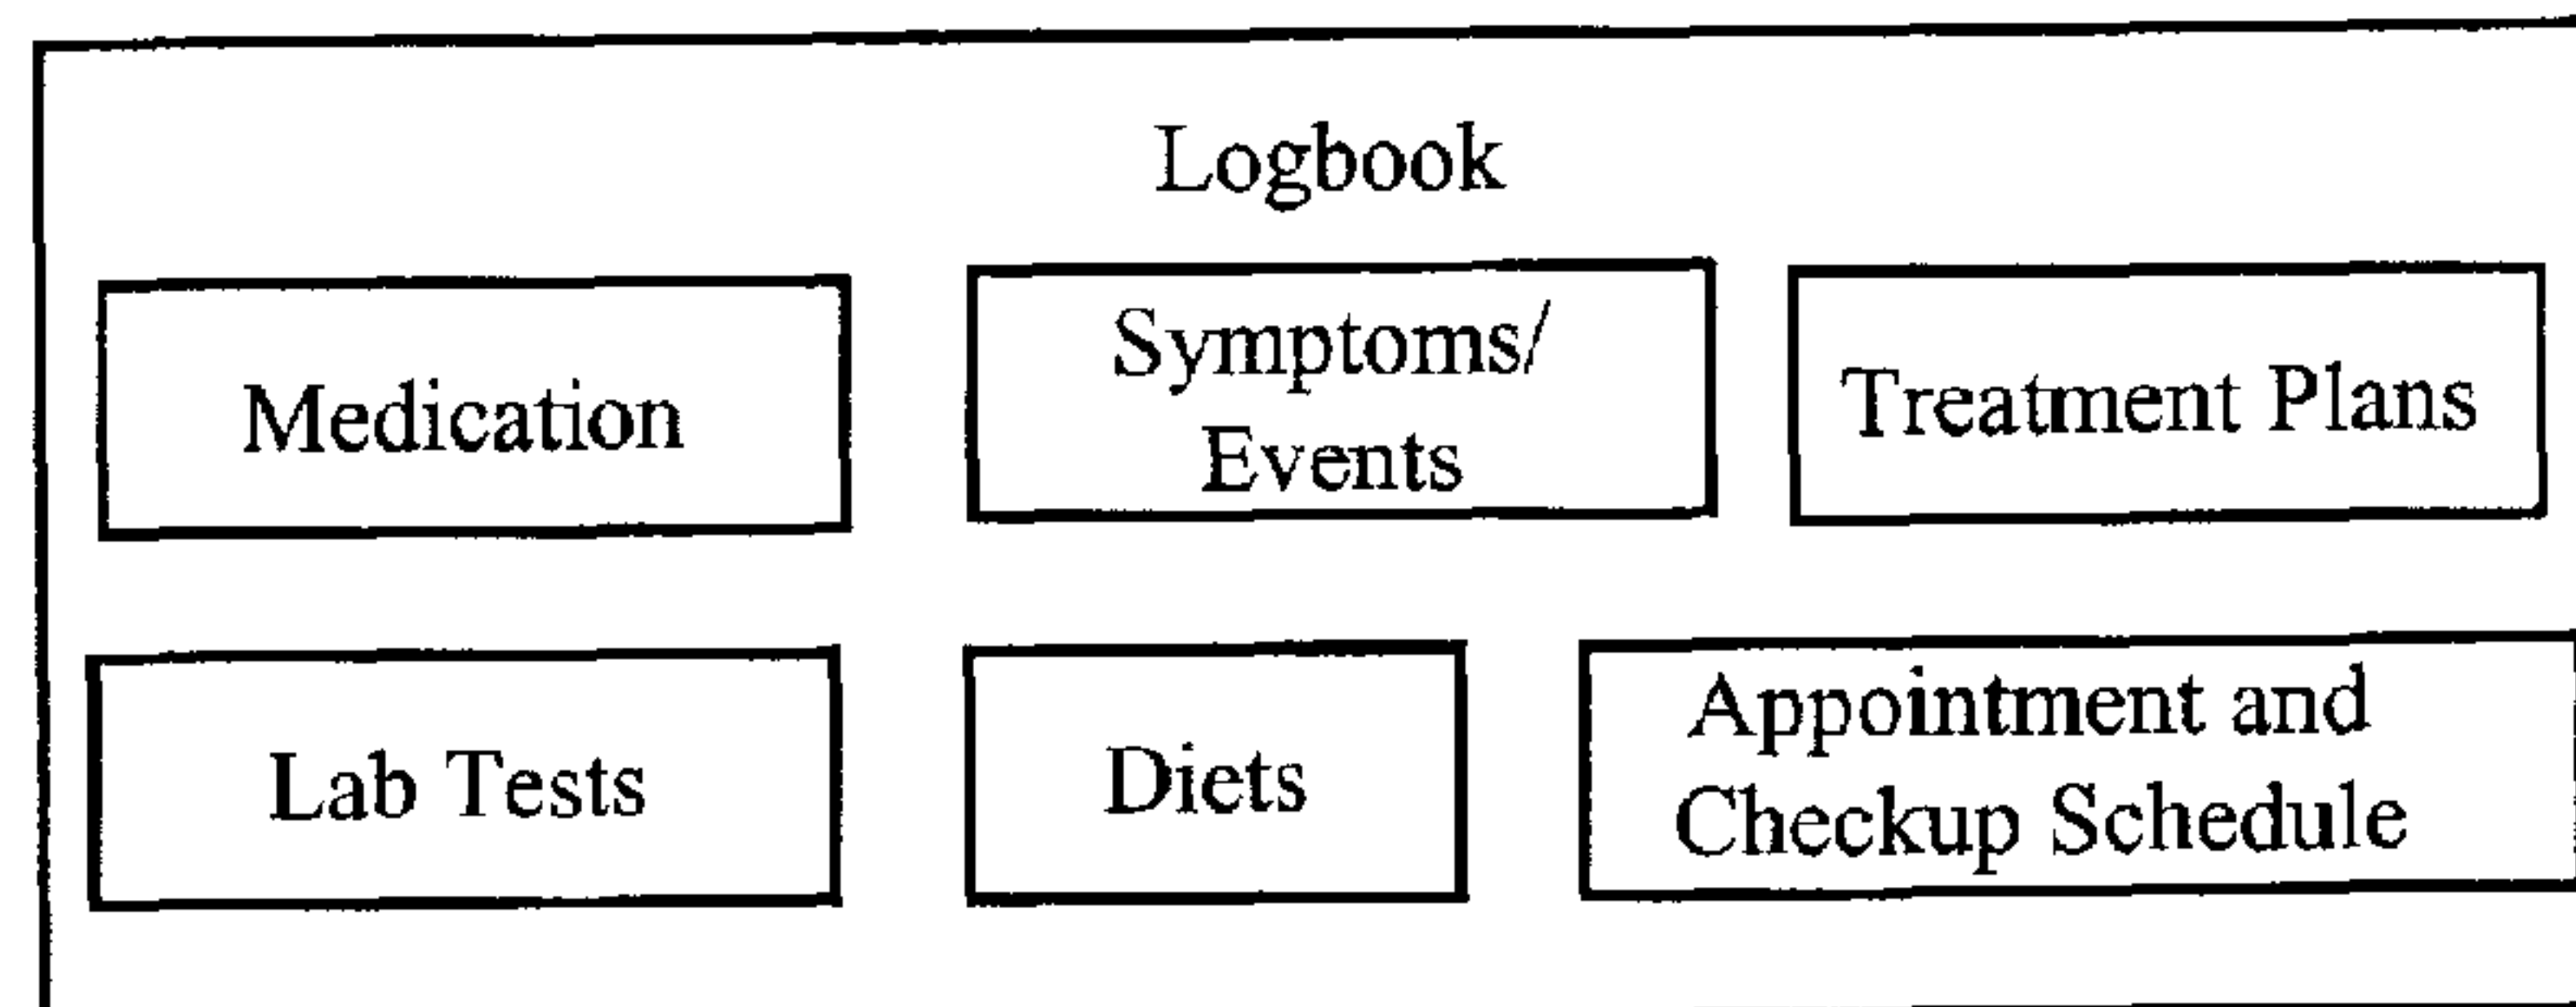 Logbook
Medication
Symptoms/
Events
Treatment Plans
Lab Tests
Diets
Appointment and
Checkup Schedule